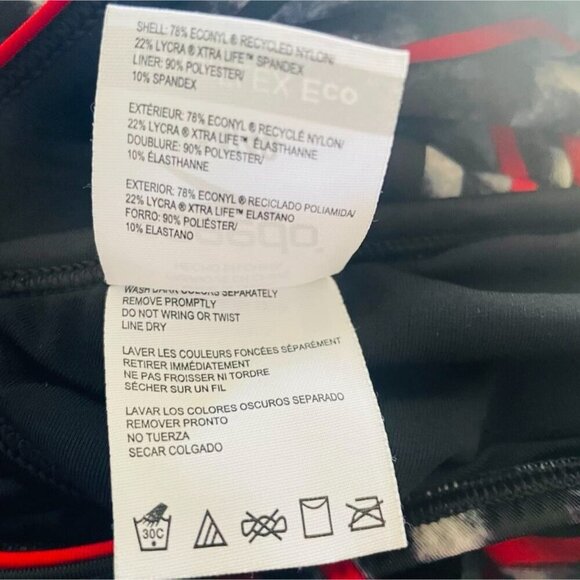 SHELL: 78% ECONYL ® RECYCLED NYLON/
22% LYCRA ® XTRA LIFE™ SPANDEX
LINER: 90% POLYESTER/
10% SPANDEX
EX ECO
EXTÉRIEUR: 78% ECONYL ® RECYCLÉ NYLON/
22% LYCRA ® XTRA LIFE™ ÉLASTHANNE
DOUBLURE: 90% POLYESTER/
10% ÉLASTHANNE
EXTERIOR: 78% ECONYL ® RECICLADO POLIAMIDA/
22% LYCRA ® XTRA LIFE™ ELASTANO
FORRO: 90% POLIÉSTER/
10% ELASTANO
WASH DARK COLORS SEPARATELY
REMOVE PROMPTLY
DO NOT WRING OR TWIST
LINE DRY
LAVER LES COULEURS FONCÉES SÉPARÉMENT
RETIRER IMMÉDIATEMENT
NE PAS FROISSER NI TORDRE
SÉCHER SUR UN FIL
LAVAR LOS COLORES OSCUROS SEPARADO
REMOVER PRONTO
NO TUERZA
SECAR COLGADO
30C